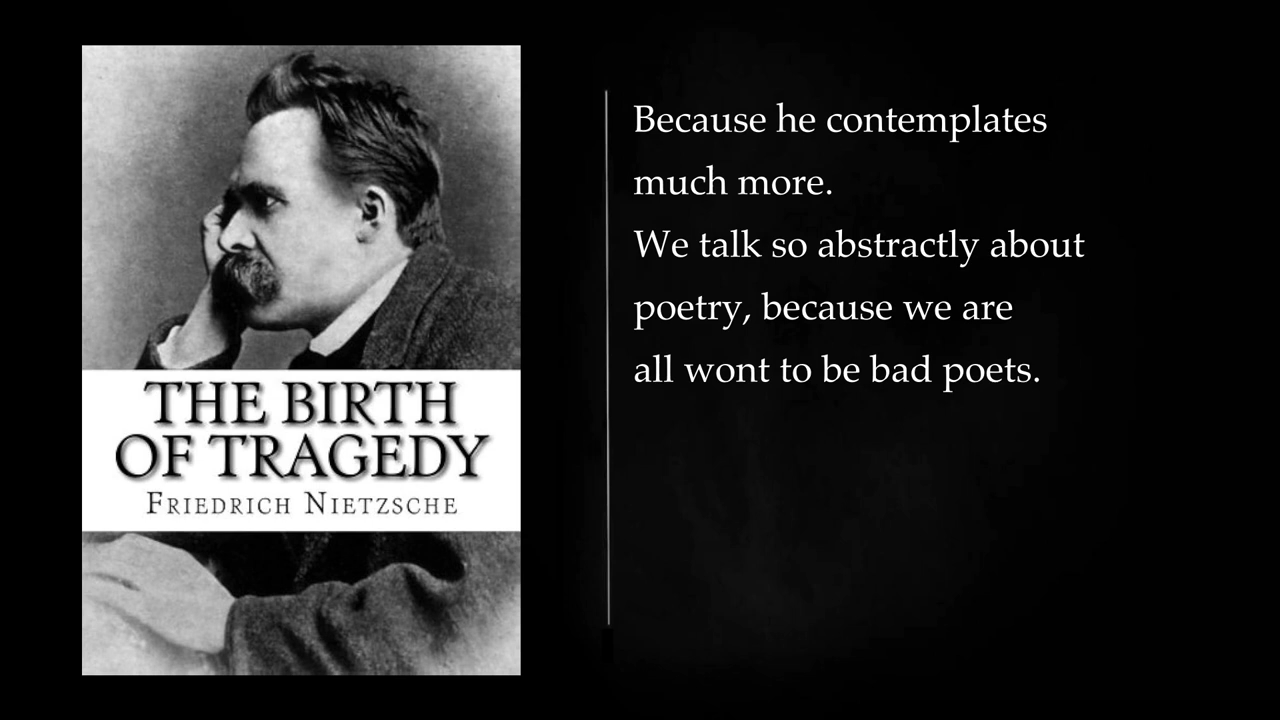 THE BIRTH
OF TRAGEDY
FRIEDRICH NIETZSCHE
Because he contemplates
much more.
We talk so abstractly about
poetry, because we are
all wont to be bad poets.